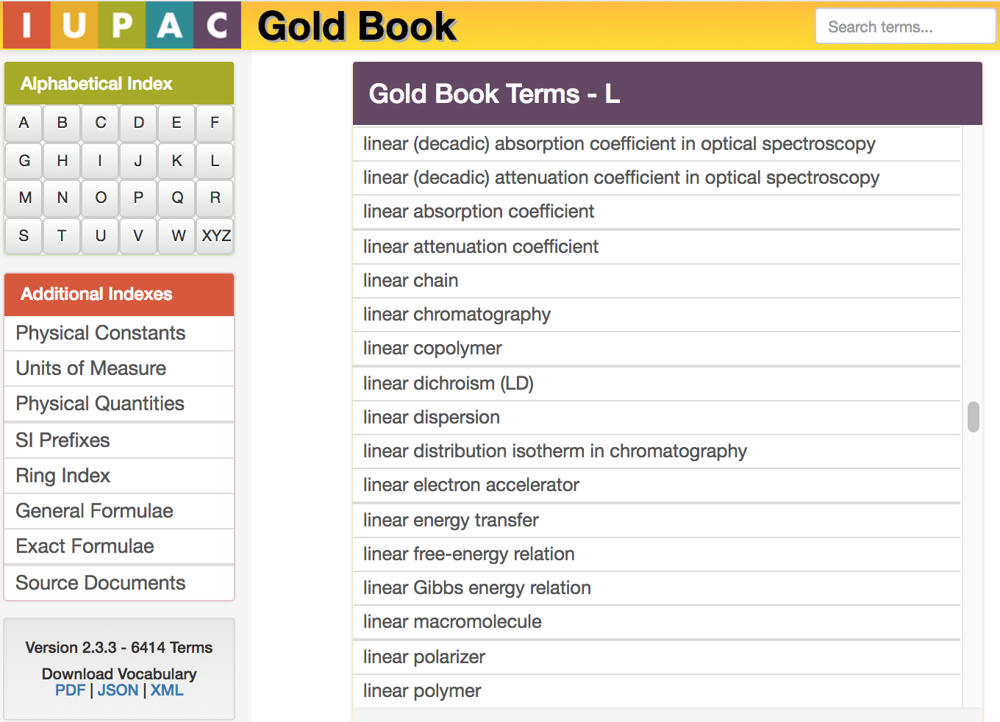 I U P A C Gold Book
Search terms...
Alphabetical Index
A B C D E F
G H I J K L
M N O P Q R
S T U V W XYZ
Additional Indexes
Physical Constants
Units of Measure
Physical Quantities
SI Prefixes
Ring Index
General Formulae
Exact Formulae
Source Documents
Version 2.3.3 - 6414 Terms
Download Vocabulary
PDF | JSON | XML
Gold Book Terms - L
linear (decadic) absorption coefficient in optical spectroscopy
linear (decadic) attenuation coefficient in optical spectroscopy
linear absorption coefficient
linear attenuation coefficient
linear chain
linear chromatography
linear copolymer
linear dichroism (LD)
linear dispersion
linear distribution isotherm in chromatography
linear electron accelerator
linear energy transfer
linear free-energy relation
linear Gibbs energy relation
linear macromolecule
linear polarizer
linear polymer